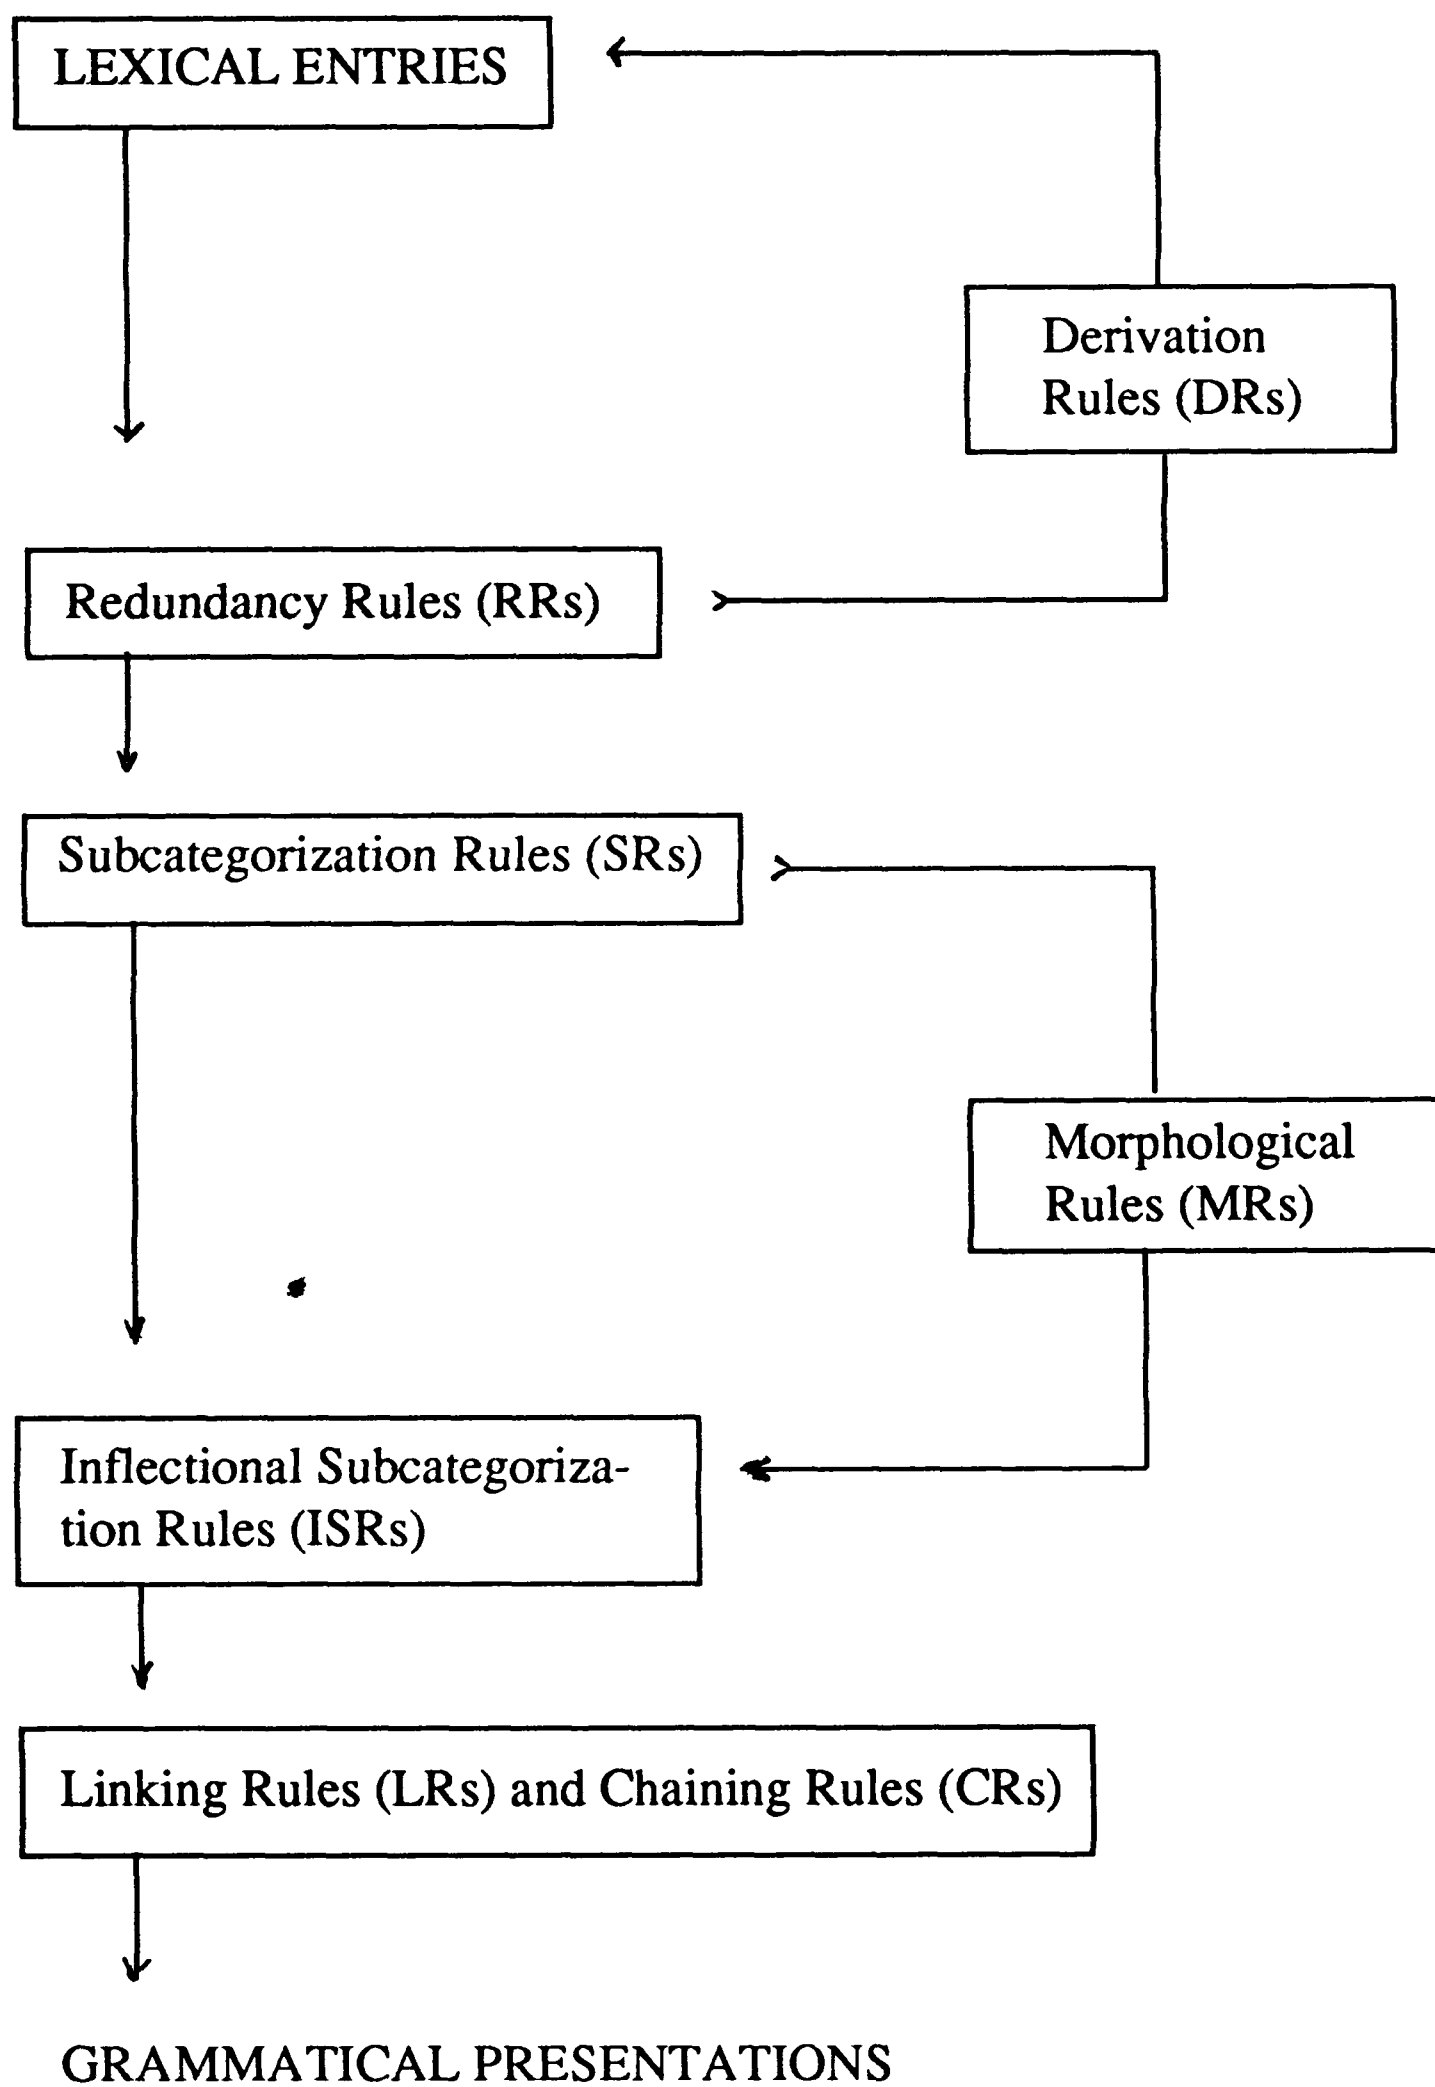 LEXICAL ENTRIES
Derivation
Rules (DRs)
Redundancy Rules (RRs)
Subcategorization Rules (SRs)
Morphological
Rules (MRs)
Inflectional Subcategoriza-
tion Rules (ISRs)
Linking Rules (LRs) and Chaining Rules (CRs)
GRAMMATICAL PRESENTATIONS